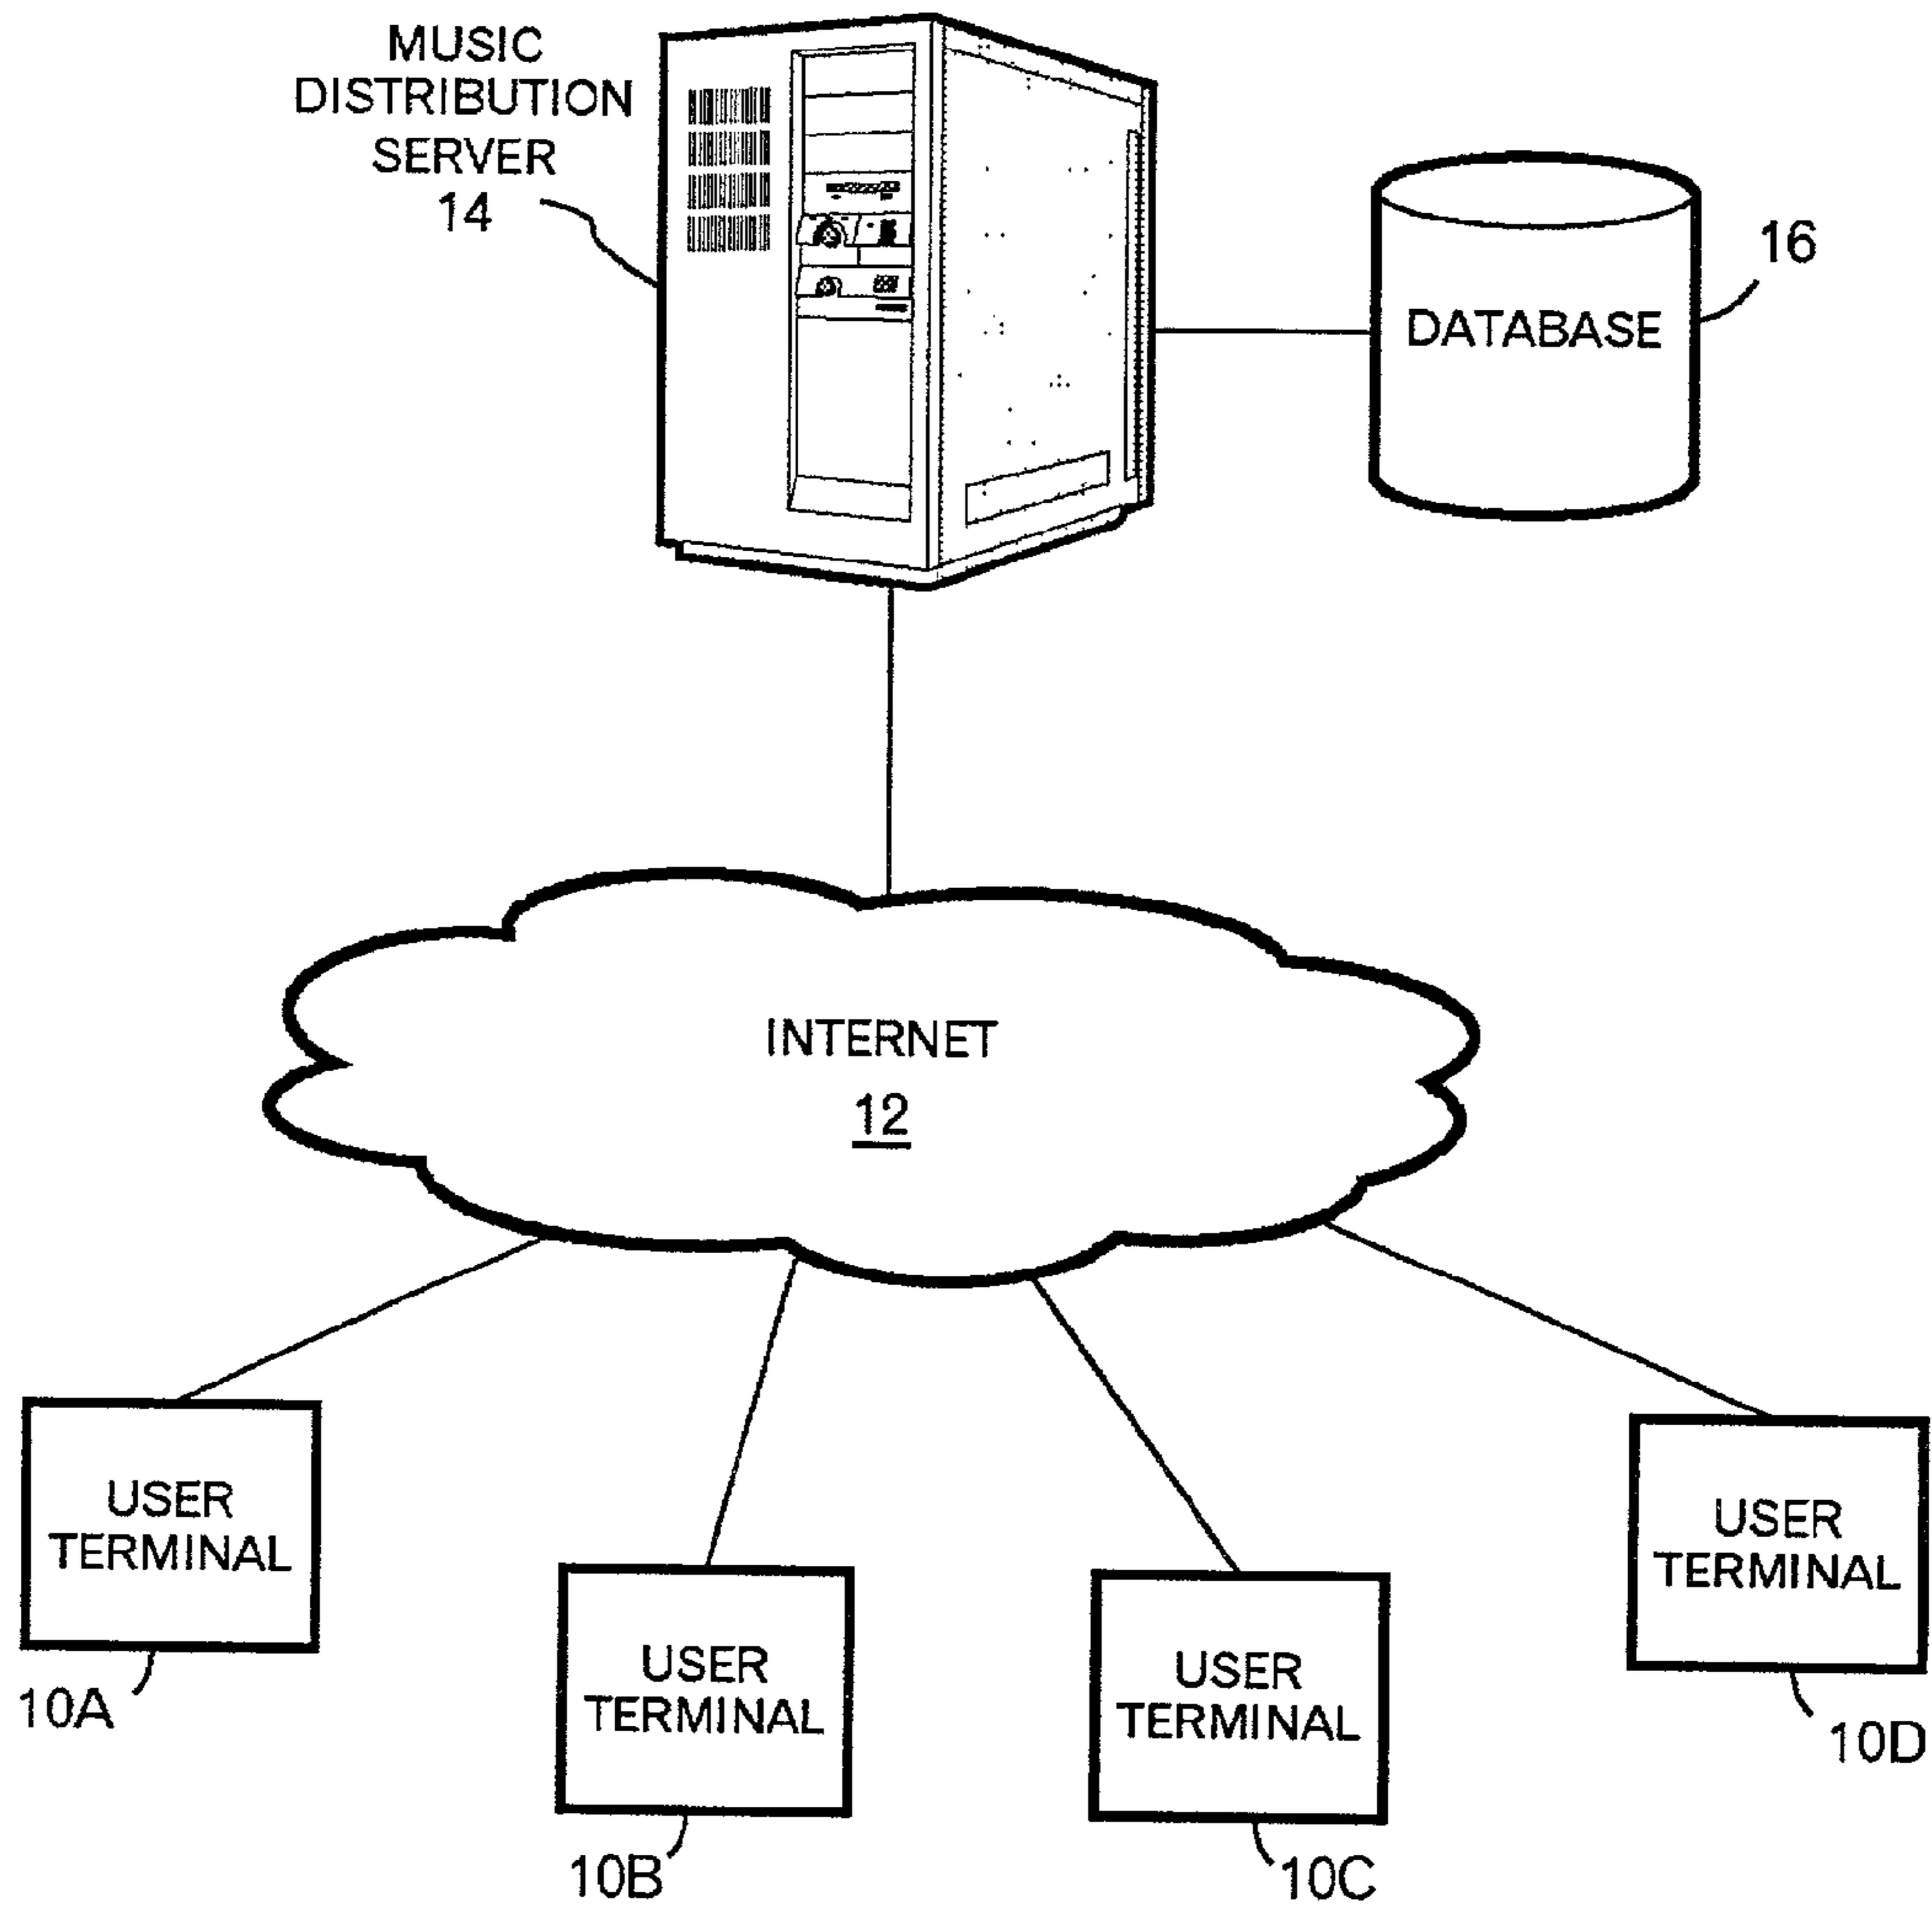 MUSIC
DISTRIBUTION
SERVER
14
16
DATABASE
INTERNET
12
USER
TERMINAL
10A
USER
TERMINAL
10B
USER
TERMINAL
10C
USER
TERMINAL
10D